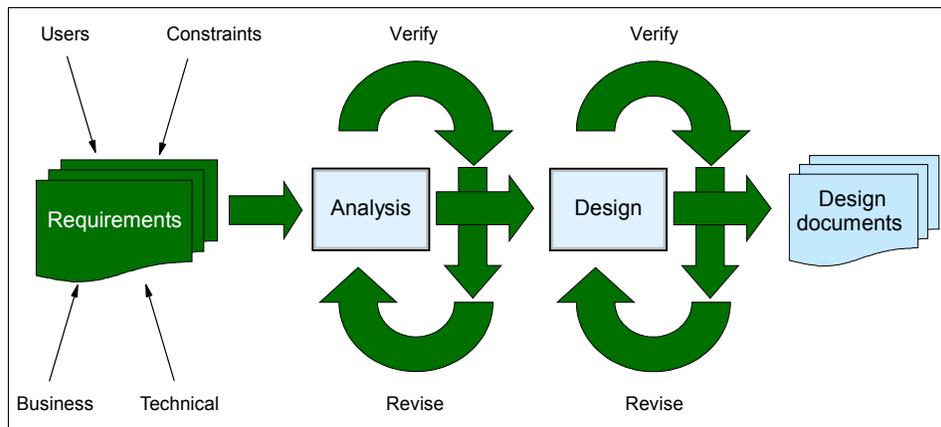 Users
Constraints
Verify
Verify
Requirements
Analysis
Design
Design
documents
Business
Technical
Revise
Revise